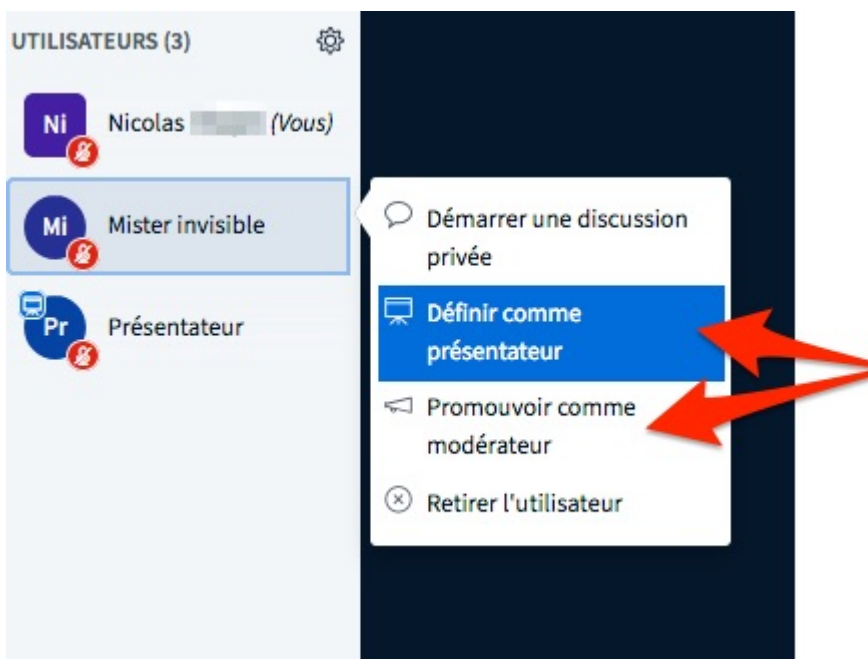 UTILISATEURS (3)
Ni
Nicolas (Vous)
Mi
Mister invisible
Démarrer une discussion
privée
Définir comme
présentateur
Pr
Présentateur
Promouvoir comme
modérateur
Retirer l'utilisateur